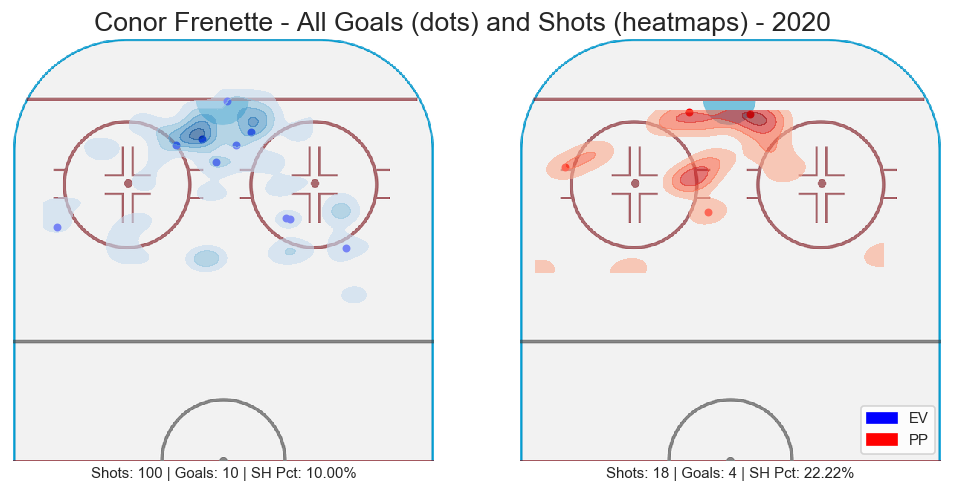 Conor Frenette - All Goals (dots) and Shots (heatmaps) - 2020
EV
PP
Shots: 100 | Goals: 10 | SH Pct: 10.00%
Shots: 18 | Goals: 4 | SH Pct: 22.22%